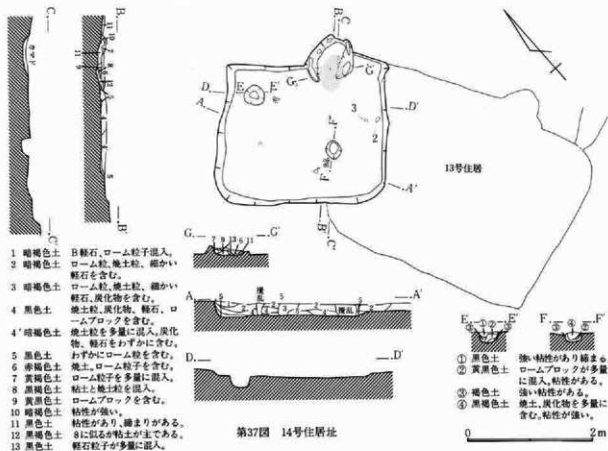 13号住居
カマド
撹乱
撹乱
1 暗褐色土 B軽石、ローム粒子混入。
2 暗褐色土 ローム粒、焼土粒、細かい
軽石を含む。
3 暗褐色土 ローム粒、焼土粒、細かい
軽石、炭化物を含む。
4 黒色土 焼土粒、炭化物、軽石、ロ
ームブロックを含む。
4' 暗褐色土 焼土粒を多量に混入、炭化
物、軽石をわずかに含む。
5 黒色土 わずかにローム粒を含む。
6 赤褐色土 焼土、ローム粒子を含む。
7 黄褐色土 ローム粒子を多量に混入。
8 黒褐色土 粘土と焼土粒を混入。
9 黄黒色土 ロームブロックを含む。
10 暗褐色土 粘性が強い。
11 黒色土 粘性があり、締まりがある。
12 黒褐色土 8に似るが粘土が主である。
13 黒色土 軽石粒子が多量に混入。
① 黒色土 強い粘性があり締まる。
② 黄黒色土 ロームブロックが多量
に混入、粘性がある。
③ 褐色土 強い粘性がある。
④ 黒褐色土 焼土、炭化物を多量に
含む。粘性が強い。
第37図 14号住居址
0 2m